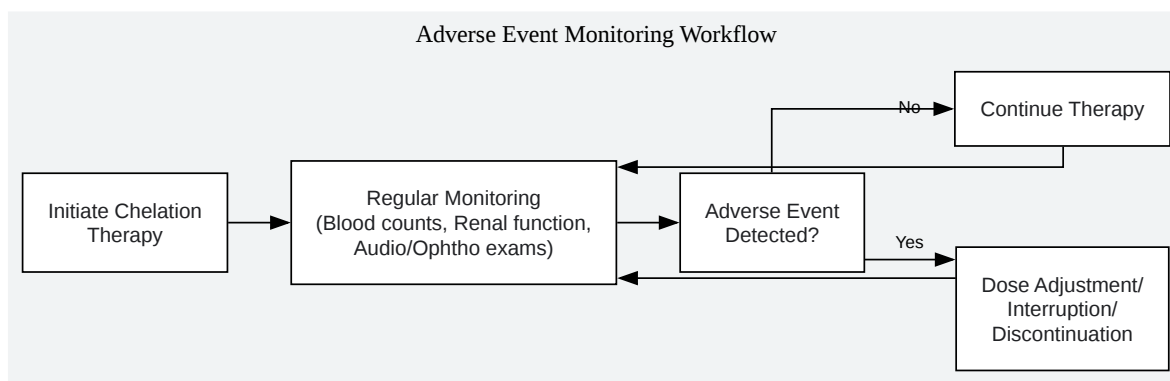 Adverse Event Monitoring Workflow
No
Continue Therapy
Initiate Chelation
Therapy
Regular Monitoring
(Blood counts, Renal function,
Audio/Ophtho exams)
Adverse Event
Detected?
Yes
Dose Adjustment/
Interruption/
Discontinuation